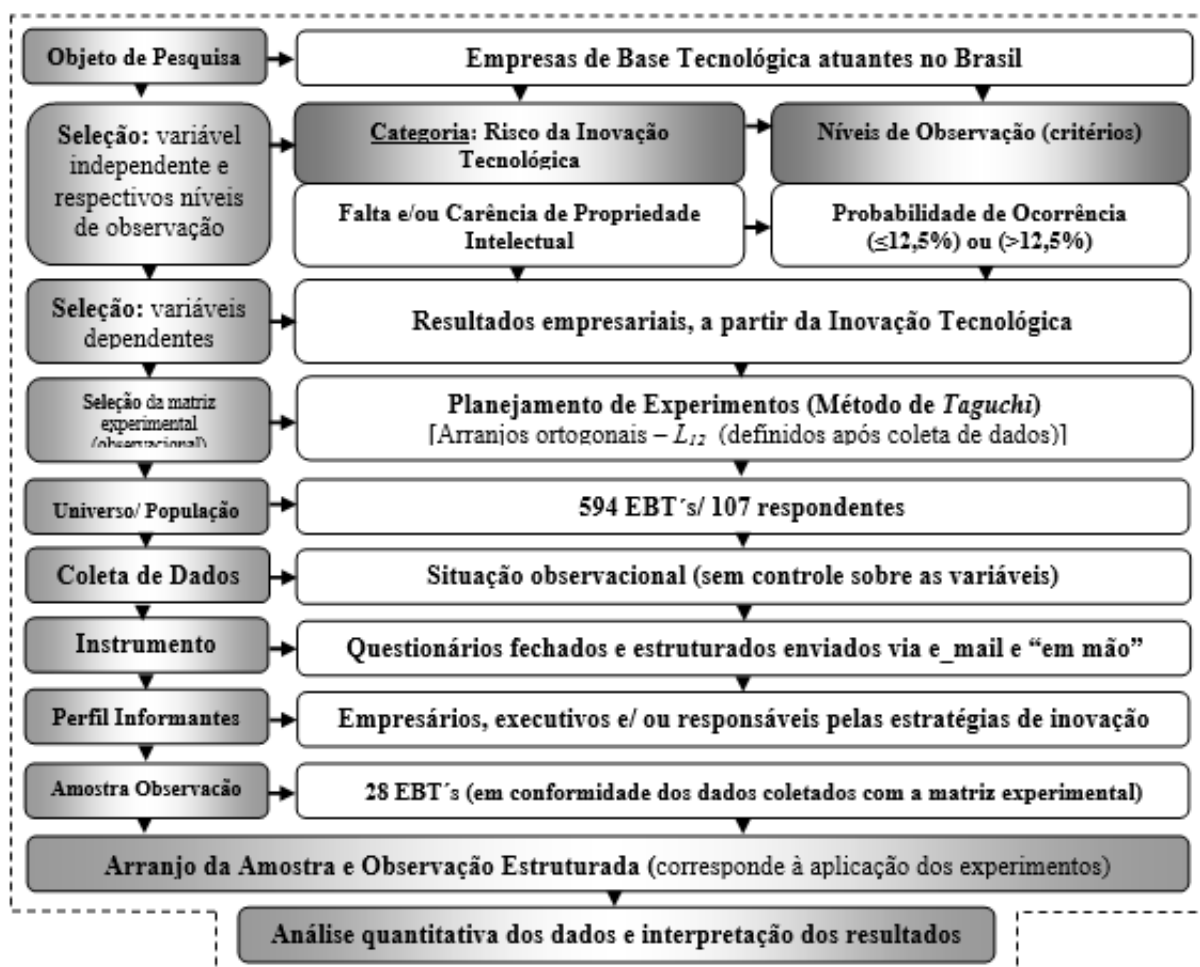 Objeto de Pesquisa
Empresas de Base Tecnológica atuantes no Brasil
Seleção: variável
independente e
respectivos níveis
de observação
Categoria: Risco da Inovação
Tecnológica
Níveis de Observação (critérios)
Falta e/ou Carência de Propriedade
Intelectual
Probabilidade de Ocorrência
(≤12,5%) ou (>12,5%)
Seleção: variáveis
dependentes
Resultados empresariais, a partir da Inovação Tecnológica
Seleção da matriz
experimental
(observacional)
Planejamento de Experimentos (Método de Taguchi)
[Arranjos ortogonais – L12 (definidos após coleta de dados)]
Universo/ População
594 EBT´s/ 107 respondentes
Coleta de Dados
Situação observacional (sem controle sobre as variáveis)
Instrumento
Questionários fechados e estruturados enviados via e_mail e “em mão”
Perfil Informantes
Empresários, executivos e/ ou responsáveis pelas estratégias de inovação
Amostra Observacão
28 EBT´s (em conformidade dos dados coletados com a matriz experimental)
Arranjo da Amostra e Observação Estruturada (corresponde à aplicação dos experimentos)
Análise quantitativa dos dados e interpretação dos resultados